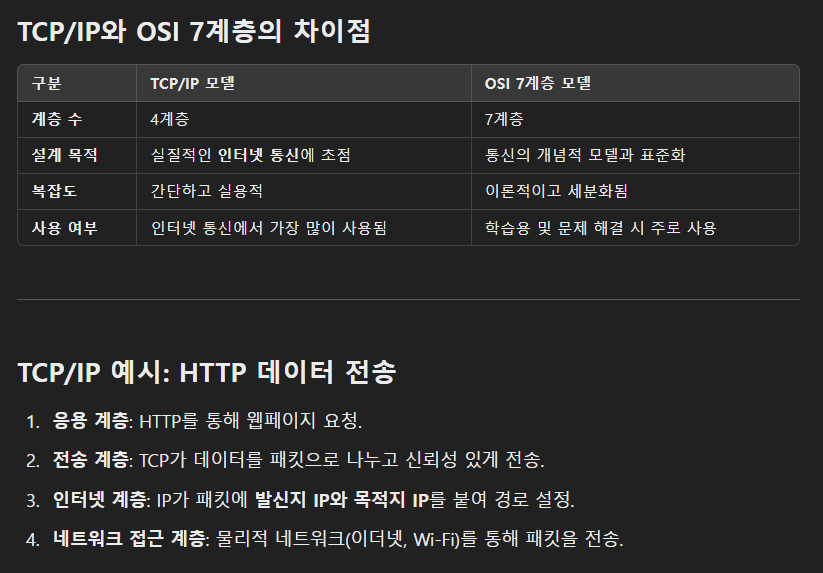 TCP/IP와 OSI 7계층의 차이점
구분 TCP/IP 모델 OSI 7계층 모델
계층 수 4계층 7계층
설계 목적 실질적인 인터넷 통신에 초점 통신의 개념적 모델과 표준화
복잡도 간단하고 실용적 이론적이고 세분화됨
사용 여부 인터넷 통신에서 가장 많이 사용됨 학습용 및 문제 해결 시 주로 사용
TCP/IP 예시: HTTP 데이터 전송
1. 응용 계층: HTTP를 통해 웹페이지 요청.
2. 전송 계층: TCP가 데이터를 패킷으로 나누고 신뢰성 있게 전송.
3. 인터넷 계층: IP가 패킷에 발신지 IP와 목적지 IP를 붙여 경로 설정.
4. 네트워크 접근 계층: 물리적 네트워크(이더넷, Wi-Fi)를 통해 패킷을 전송.